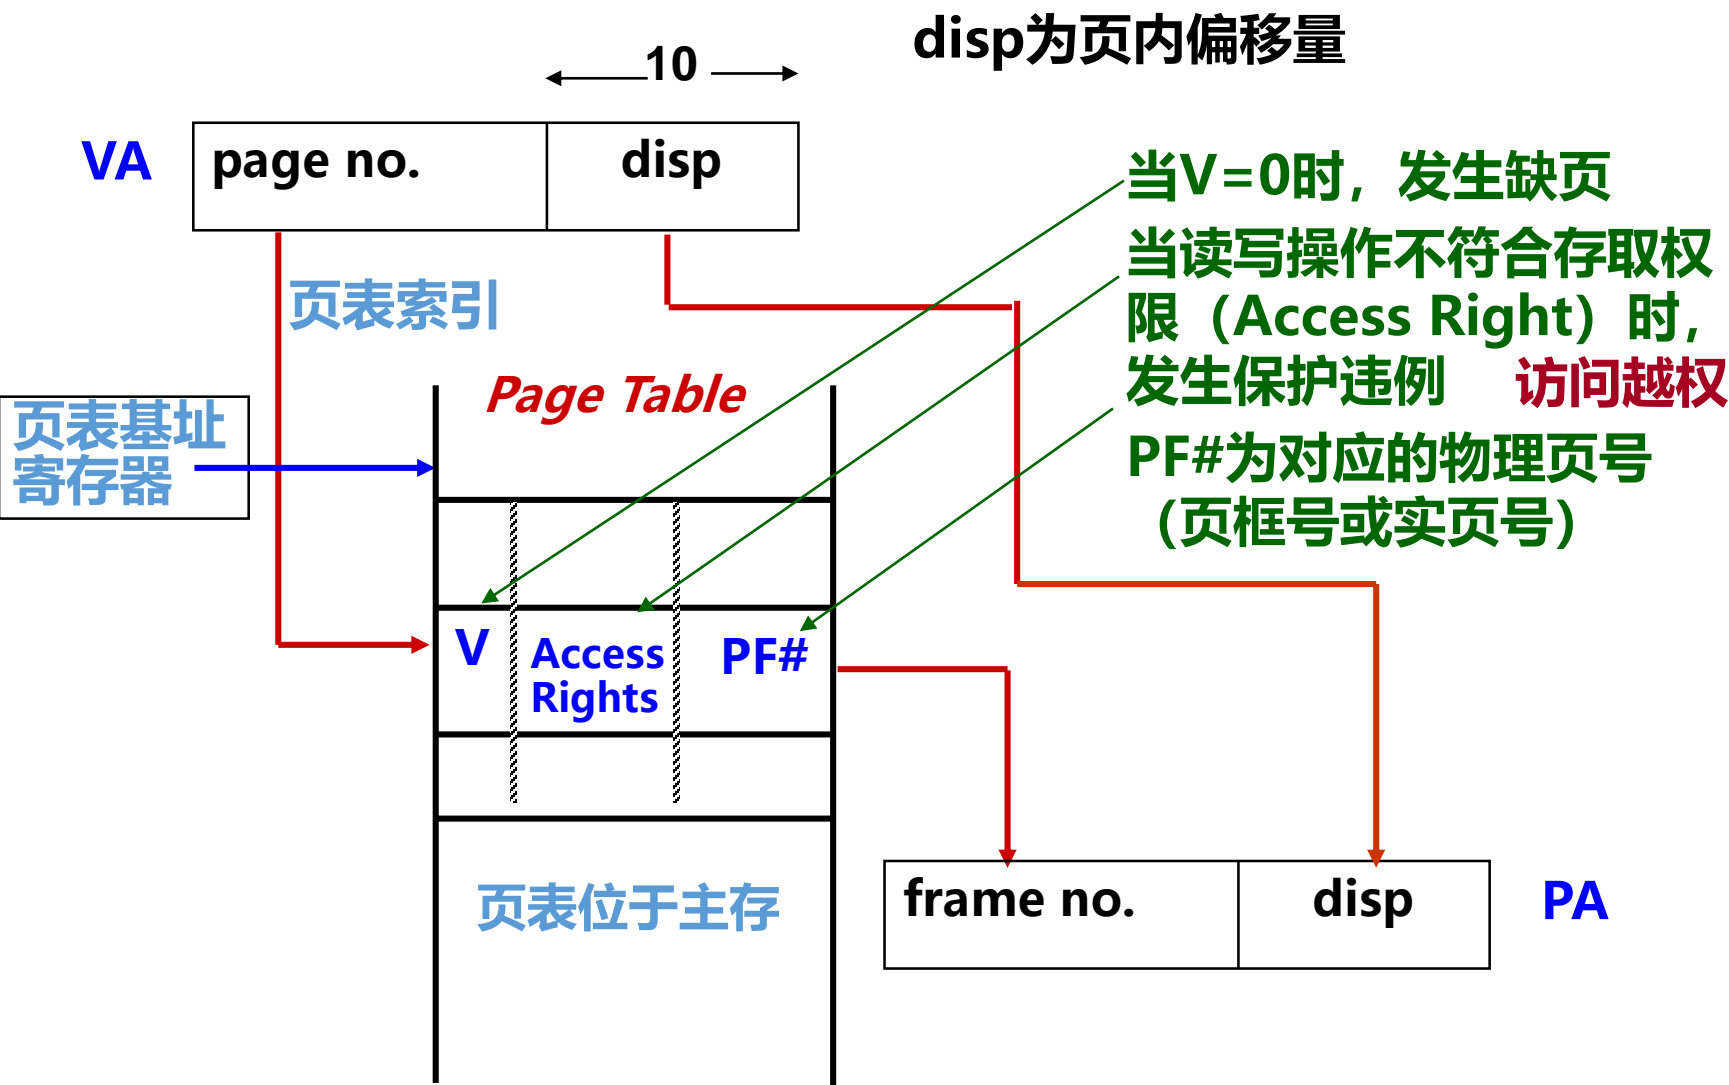 disp为页内偏移量
10
VA
page no.
disp
当V=0时，发生缺页
当读写操作不符合存取权
限（Access Right）时，
发生保护违例 访问越权
PF#为对应的物理页号
（页框号或实页号）
页表索引
Page Table
页表基址
寄存器
V
Access
Rights
PF#
页表位于主存
frame no.
disp
PA